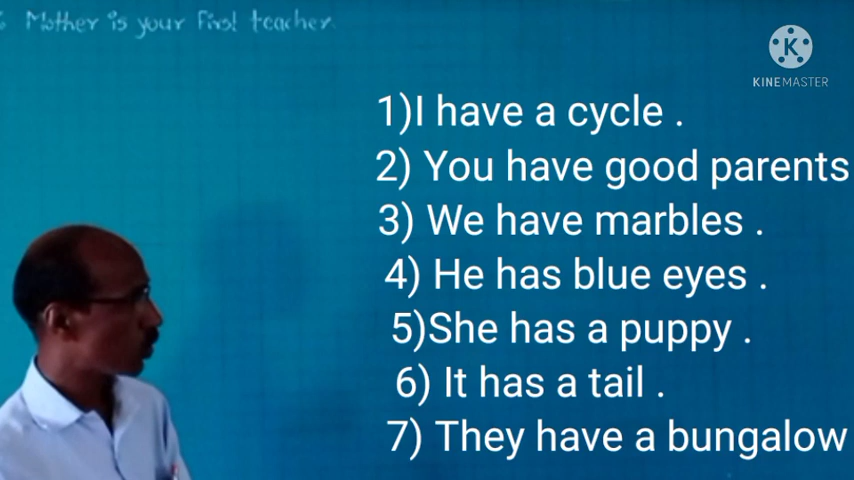 Mother is your First teacher.
KINEMASTER
1)I have a cycle .
2) You have good parents
3) We have marbles .
4) He has blue eyes .
5)She has a puppy .
6) It has a tail .
7) They have a bungalow